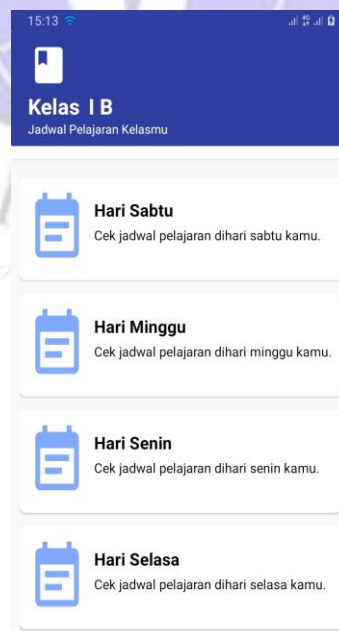 15:13
Kelas I B
Jadwal Pelajaran Kelasmu
Hari Sabtu
Cek jadwal pelajaran dihari sabtu kamu.
Hari Minggu
Cek jadwal pelajaran dihari minggu kamu.
Hari Senin
Cek jadwal pelajaran dihari senin kamu.
Hari Selasa
Cek jadwal pelajaran dihari selasa kamu.